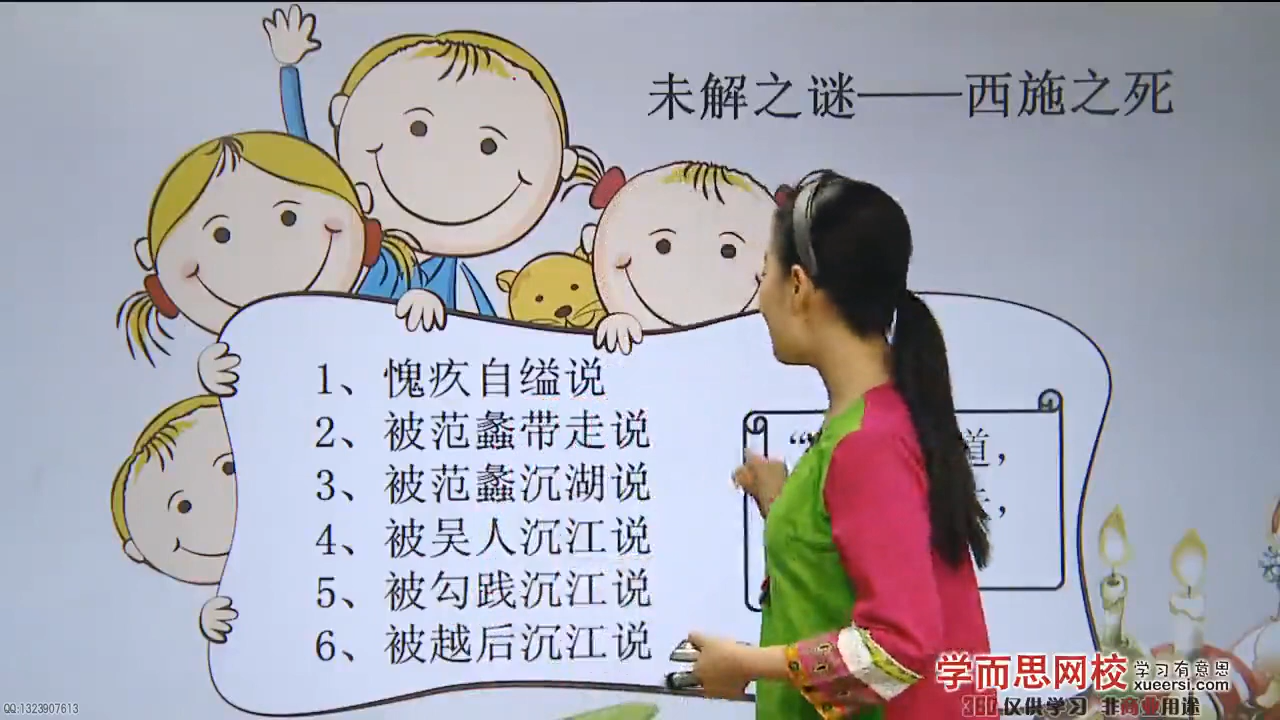 未解之谜——西施之死
1、愧疚自缢说
2、被范蠡带走说
3、被范蠡沉湖说
4、被吴人沉江说
5、被勾践沉江说
6、被越后沉江说
道，
学而思网校 学习有意思
xueersi.com
360 仅供学习 非商业用途
QQ:1323907613